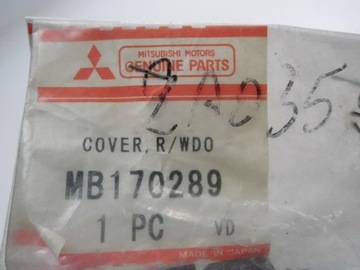 MITSUBISHI MOTORS
GENUINE PARTS
COVER, R/WDO
MB170289
1 PC VD
MADE IN JAPAN